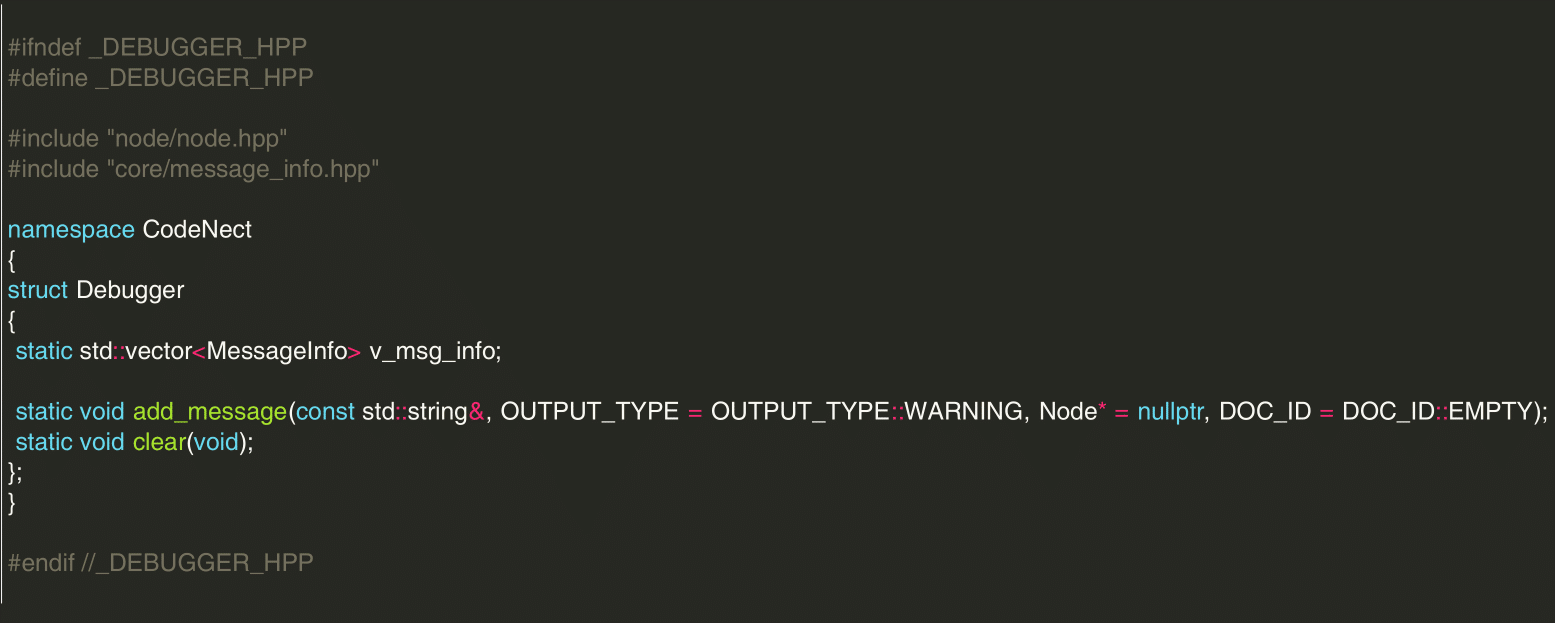 #ifndef _DEBUGGER_HPP
#define _DEBUGGER_HPP
#include "node/node.hpp"
#include "core/message_info.hpp"
namespace CodeNect
{
struct Debugger
{
static std::vector<MessageInfo> v_msg_info;
static void add_message(const std::string&, OUTPUT_TYPE = OUTPUT_TYPE::WARNING, Node* = nullptr, DOC_ID = DOC_ID::EMPTY);
static void clear(void);
};
}
#endif //_DEBUGGER_HPP